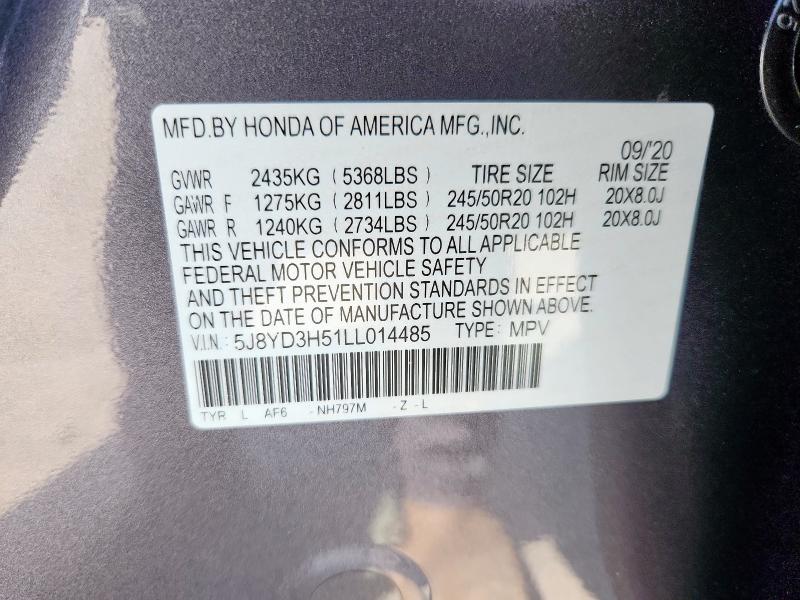 MFD.BY HONDA OF AMERICA MFG.,INC.
09/'20
GVWR 2435KG ( 5368LBS ) TIRE SIZE RIM SIZE
GAWR F 1275KG ( 2811LBS ) 245/50R20 102H 20X8.0J
GAWR R 1240KG ( 2734LBS ) 245/50R20 102H 20X8.0J
THIS VEHICLE CONFORMS TO ALL APPLICABLE
FEDERAL MOTOR VEHICLE SAFETY
AND THEFT PREVENTION STANDARDS IN EFFECT
ON THE DATE OF MANUFACTURE SHOWN ABOVE.
V.I.N.: 5J8YD3H51LL014485 TYPE: MPV
TYR L AF6 -NH797M -Z -L
25